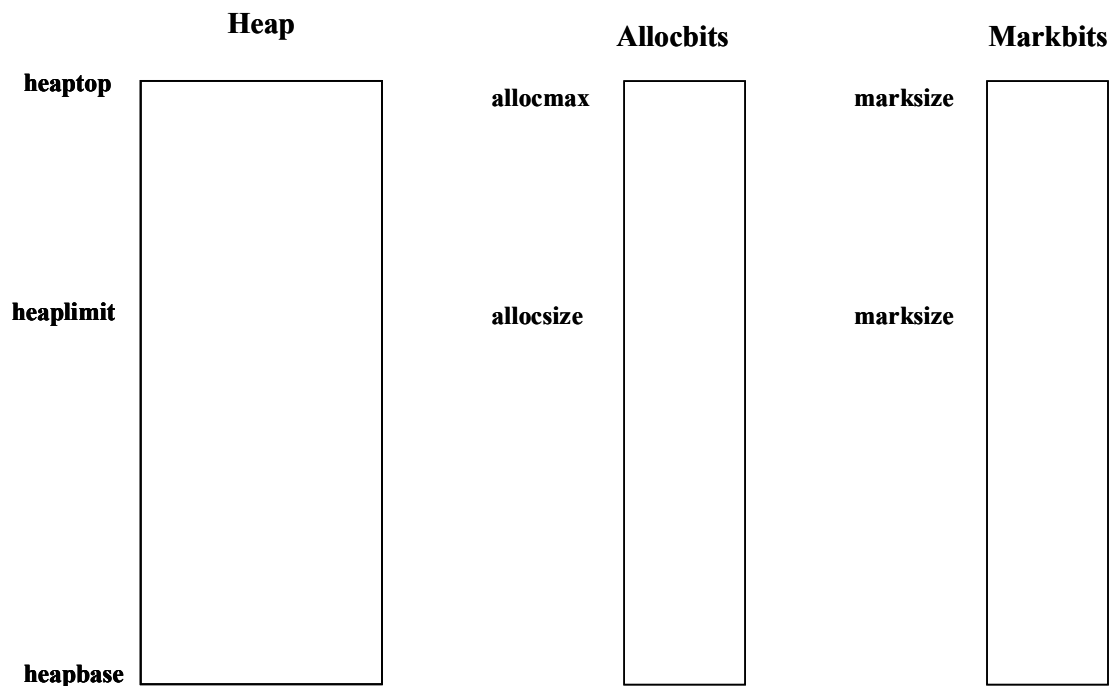 Heap
Allocbits
Markbits
heaptop
allocmax
marksize
heaplimit
allocsize
marksize
heapbase